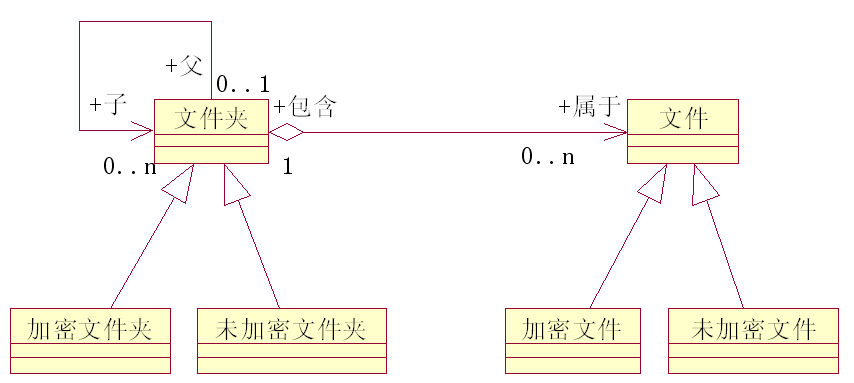 +父
0..1
+子
+包含
+属于
文件夹
文件
0..n
1
0..n
加密文件夹
未加密文件夹
加密文件
未加密文件